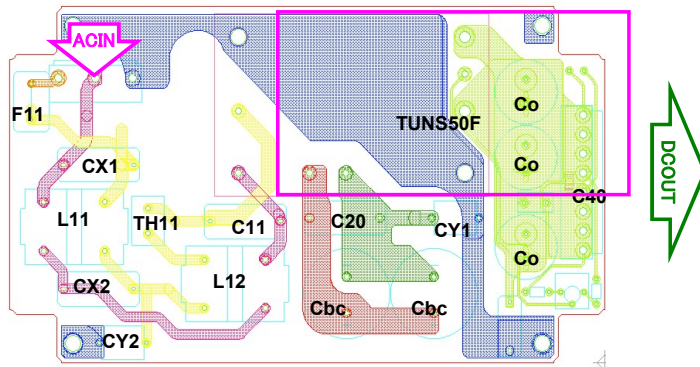 ACIN
F11
TUNS50F
Co
Co
CX1
DCOUT
C40
L11
TH11
C11
C20
CY1
Co
CX2
L12
Cbc
Cbc
CY2